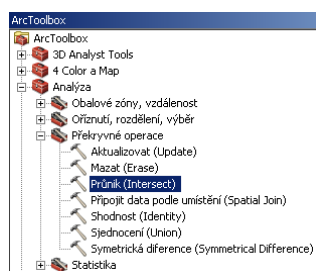 ArcToolbox
ArcToolbox
3D Analyst Tools
4 Color a Map
Analýza
Obalové zóny, vzdálenost
Oříznutí, rozdělení, výběr
Překryvné operace
Aktualizovat (Update)
Mazat (Erase)
Průnik (Intersect)
Připojit data podle umístění (Spatial Join)
Shodnost (Identity)
Sjednocení (Union)
Symetrická diference (Symmetrical Difference)
Statistika